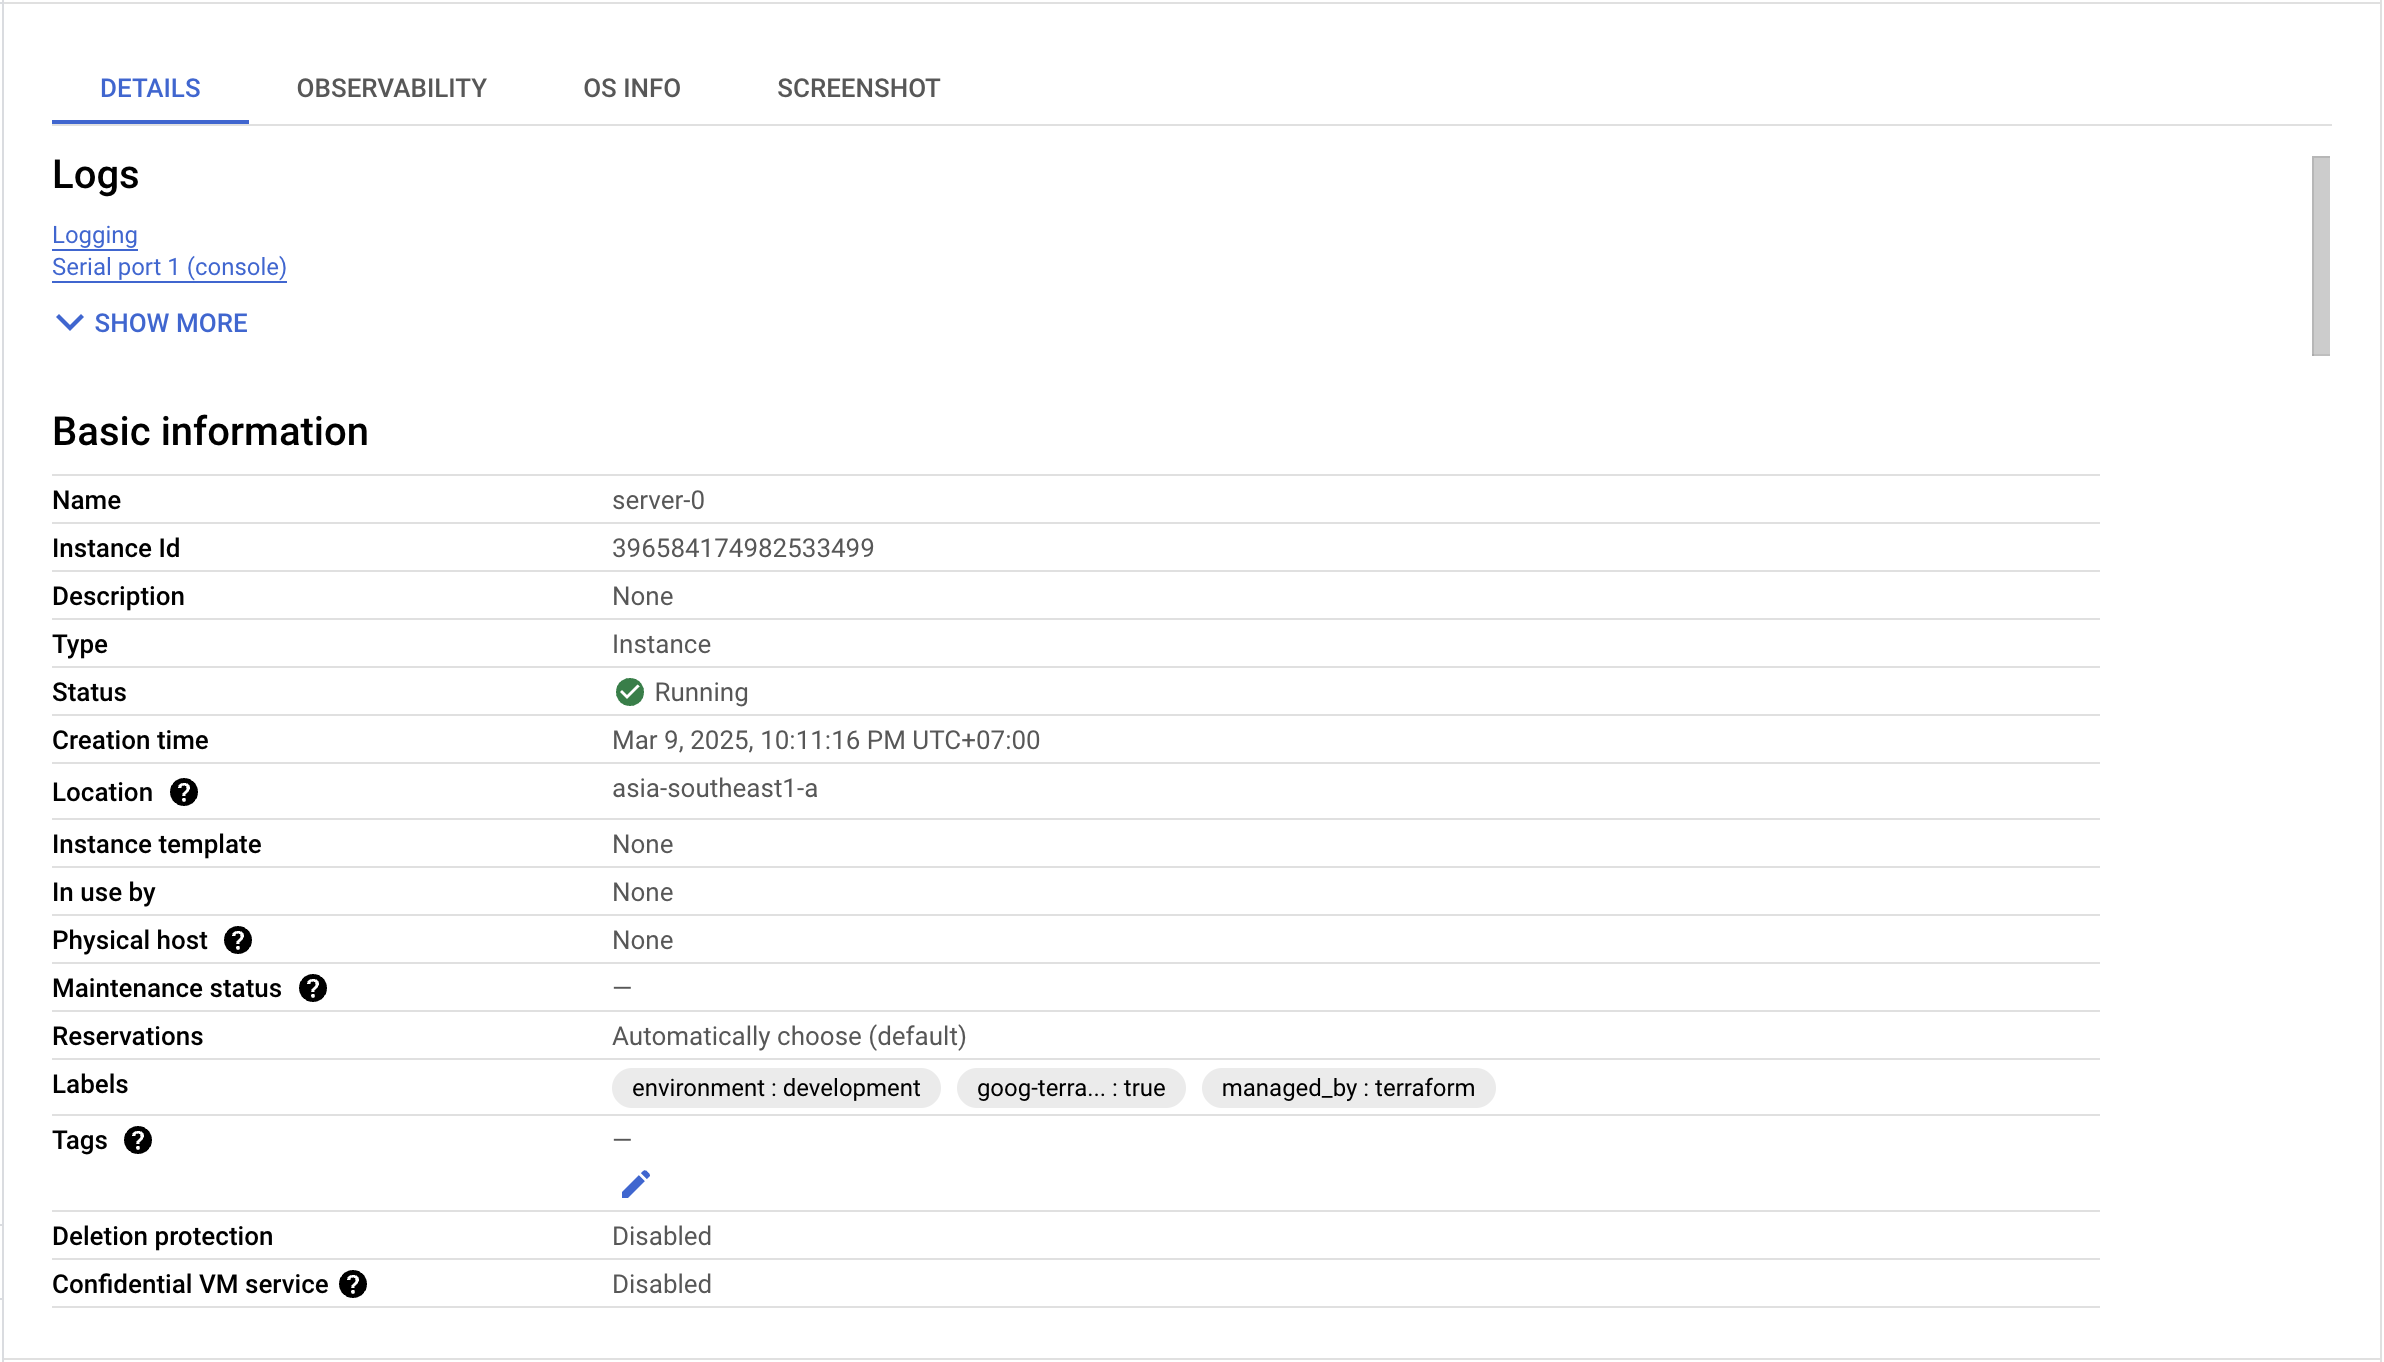 DETAILS OBSERVABILITY OS INFO SCREENSHOT
Logs
Logging
Serial port 1 (console)
SHOW MORE
Basic information
Name server-0
Instance Id 396584174982533499
Description None
Type Instance
Status Running
Creation time Mar 9, 2025, 10:11:16 PM UTC+07:00
Location ? asia-southeast1-a
Instance template None
In use by None
Physical host ? None
Maintenance status ? —
Reservations Automatically choose (default)
Labels environment : development goog-terra... : true managed_by : terraform
Tags ? —
Deletion protection Disabled
Confidential VM service ? Disabled